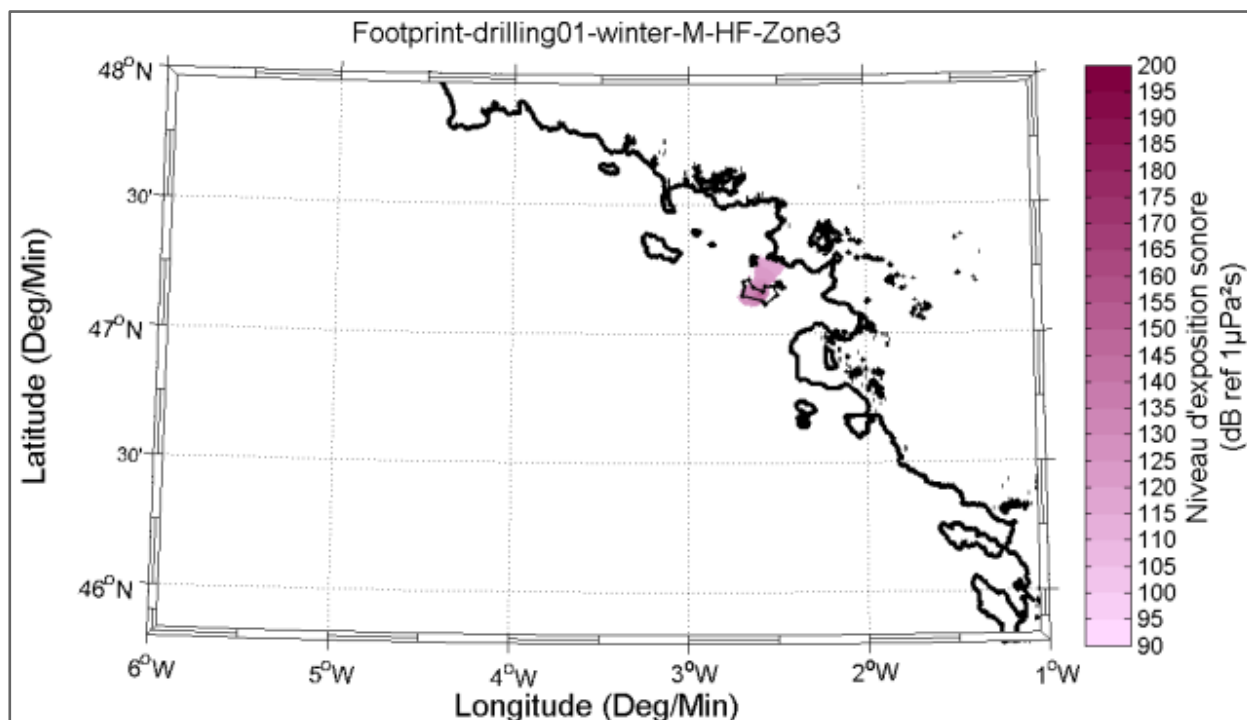 Footprint-drilling01-winter-M-HF-Zone3
48°N
30'
47°N
30'
46°N
Latitude (Deg/Min)
6°W
5°W
4°W
3°W
2°W
1°W
Longitude (Deg/Min)
200
195
190
185
180
175
170
165
160
155
150
145
140
135
130
125
120
115
110
105
100
95
90
Niveau d'exposition sonore
(dB ref 1µPa²s)